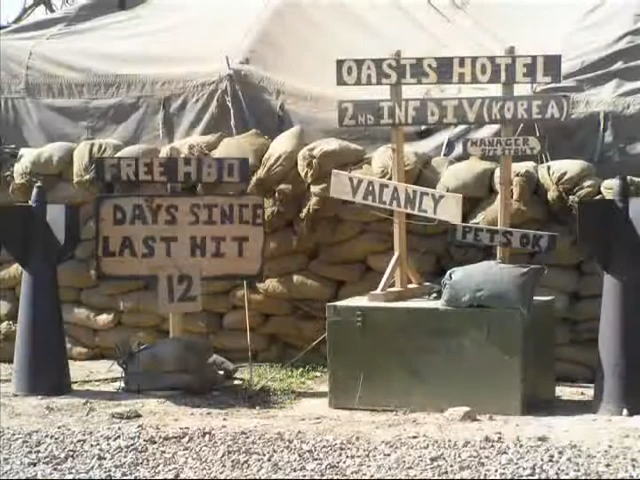 OASIS HOTEL
2ND INF DIV (KOREA)
MANAGER
VACANCY
PETS OK
FREE HBO
DAYS SINCE
LAST HIT
12